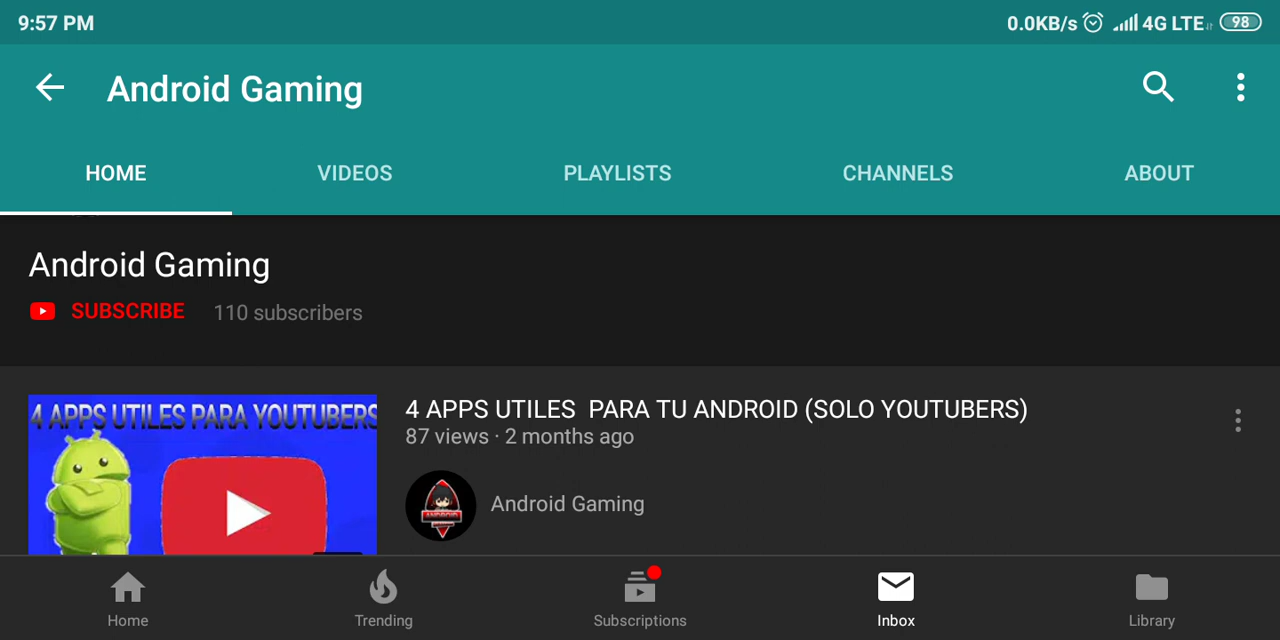 9:57 PM 0.0KB/s 4G LTE 98
Android Gaming
HOME VIDEOS PLAYLISTS CHANNELS ABOUT
Android Gaming
SUBSCRIBE 110 subscribers
4 APPS UTILES PARA YOUTUBERS
4 APPS UTILES PARA TU ANDROID (SOLO YOUTUBERS)
87 views · 2 months ago
ANDROID
Android Gaming
Home Trending Subscriptions Inbox Library